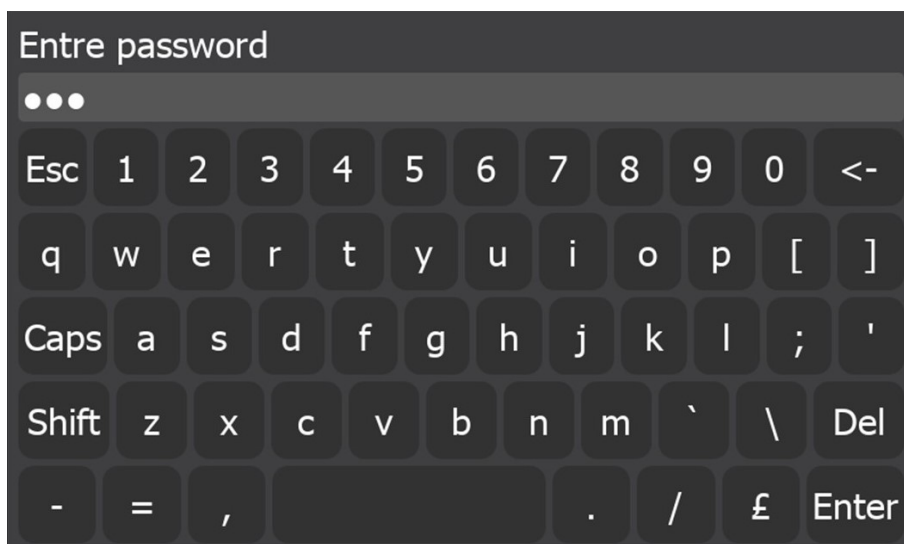 Entre password
●●●
Esc 1 2 3 4 5 6 7 8 9 0 <-
q w e r t y u i o p [ ]
Caps a s d f g h j k l ; '
Shift z x c v b n m ` \ Del
- = , . / £ Enter